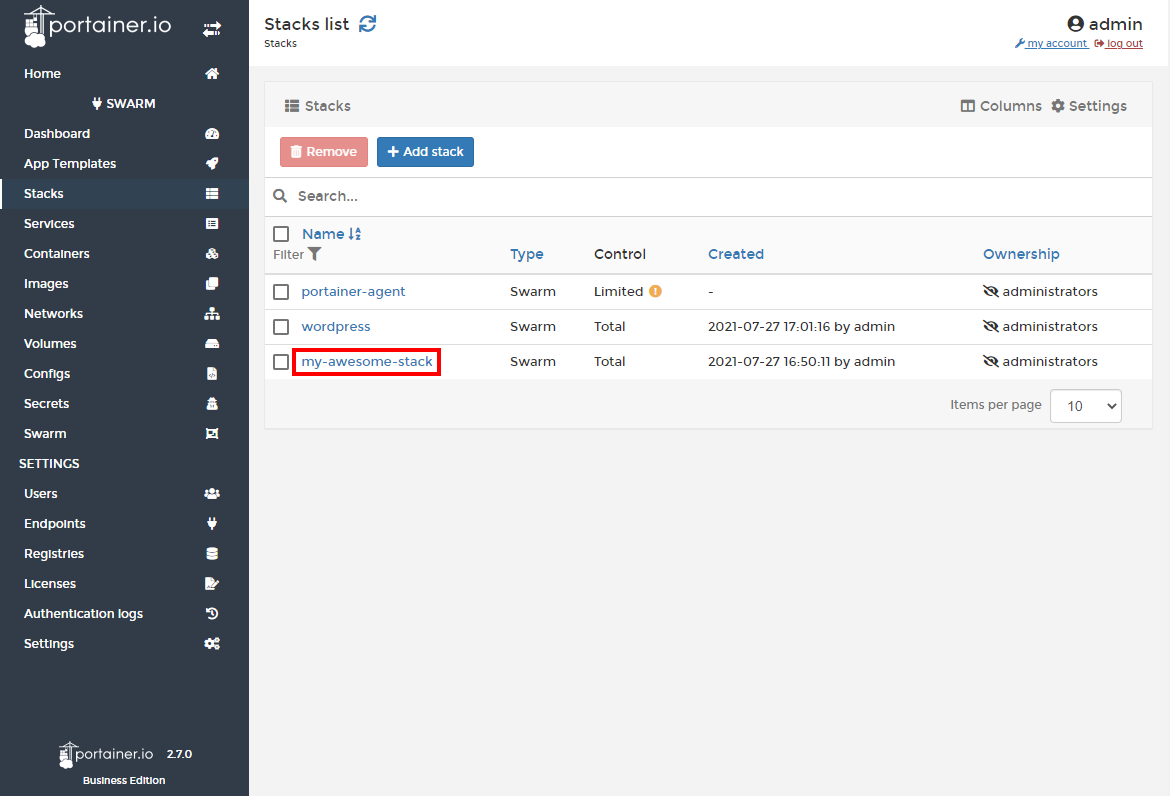 portainer.io
Home
SWARM
Dashboard
App Templates
Stacks
Services
Containers
Images
Networks
Volumes
Configs
Secrets
Swarm
SETTINGS
Users
Endpoints
Registries
Licenses
Authentication logs
Settings
portainer.io 2.7.0
Business Edition
Stacks list
Stacks
admin
my account log out
Stacks
Columns Settings
Remove Add stack
Search...
Name
Filter Type Control Created Ownership
portainer-agent Swarm Limited - administrators
wordpress Swarm Total 2021-07-27 17:01:16 by admin administrators
my-awesome-stack Swarm Total 2021-07-27 16:50:11 by admin administrators
Items per page 10